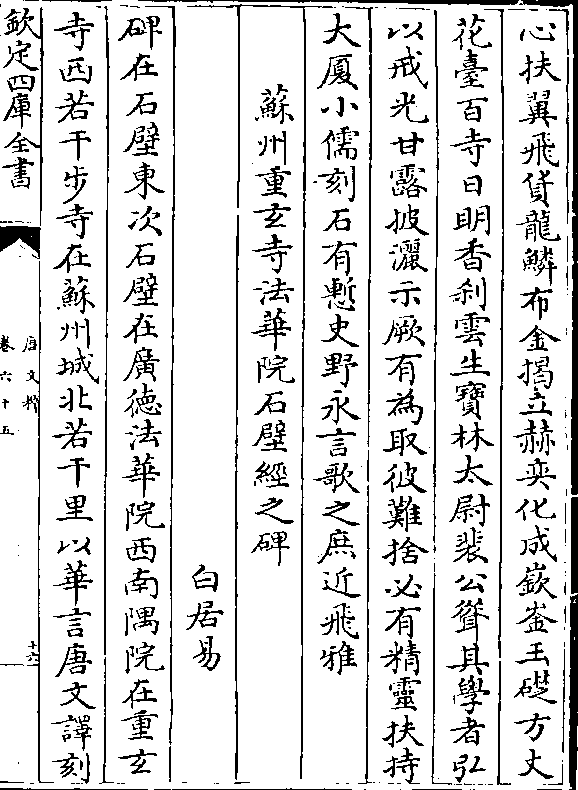 心扶翼飛貸龍鱗布金揭立赫奕化成嶔崟玉礎方丈
花臺百寺日明香刹雲生寶林太尉裴公聳其學者弘
以戒光甘露披灑示厥有為取彼難捨必有精靈扶持
大厦小儒刻石有慙史野永言歌之庶近飛雅
蘇州重玄寺法華院石壁經之碑
白居易
碑在石壁東次石壁在廣德法華院西南隅院在重玄
寺西若干步寺在蘇州城北若干里以華言唐文譯刻
欽定四庫全書
唐文粹
卷六十五
十六